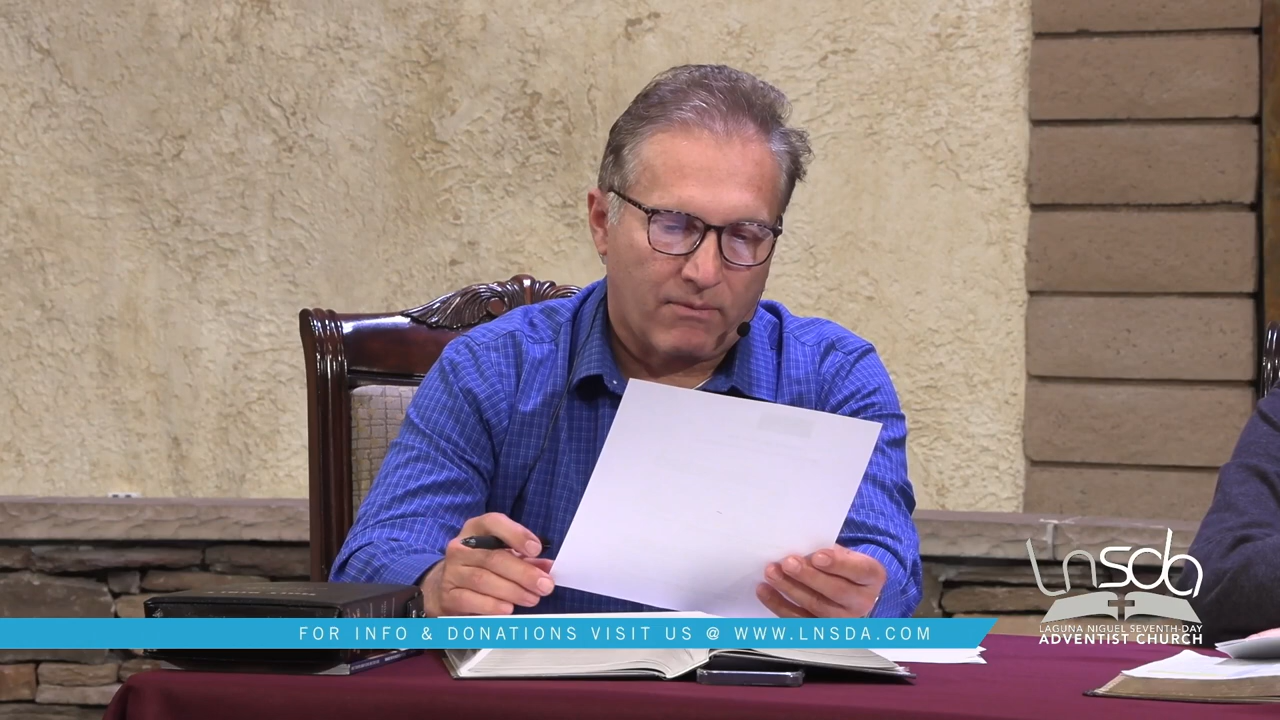 FOR INFO & DONATIONS VISIT US @ WWW.LNSDA.COM
Lnsda
LAGUNA NIGUEL SEVENTH-DAY
ADVENTIST CHURCH